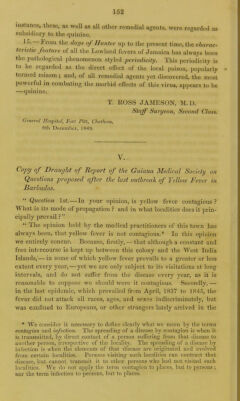 152
instance, these, as well as all other remedial agents, were regarded as
subsidiary to the quinine.
15.—From the days of Hunter up to the present time, the charac-
teristic feature of all the Lowland fevers of Jamaica has always been
the pathological phenomenon styled periodicity. This periodicity is
to be regarded as the direct effect of the local poison, popularly
termed miasm; and, of all remedial agents yet discovered, the most
powerful in combating the morbid effects of this virus, appears to be
—quinine.
T. ROSS JAMESON, M.D.
Staff Surgeon, Second Class.
General Hospital, Fort Pitt, Chatham,
8th December, 1849.
V.
Copy of Draught of Report of the Guiana Medical Society on
Questions proposed after the last outbreak of Yellow Fever in
Barbados.
“ Question 1st.—In your opinion, is yellow fever contagious?
What is its mode of propagation? and in what localities does it prin-
cipally prevail?”
“ The opinion held by the medical practitioners of this town has
always been, that yellow fever is not contagious.* In this opinion
we entirely concur. Because, firstly, — that although a constant and
free intercourse is kept up between this colony and the West India
Islands,—in some of which yellow fever prevails to a greater or less
extent every year,—yet we are only subject to its visitations at long
intervals, and do not suffer from the disease every year, as it is
reasonable to suppose we should were it contagious. Secondly,—
in the last epidemic, which prevailed from April, 1837 to 1845, the
fever did not attack all races, ages, and sexes indiscriminately, but
was confined to Europeans, or other strangers lately arrived in the
* We consider it necessary to define clearly what we mean by the terms
contagion and infection. The spreading of a disease by contagion is when it
is transmitted, by direct contact of a person suffering from that disease to
another person, irrespective of the locality. The spreading of a disease by
infection is when the elements of that disease are originated and received
from certain localities. Persons visiting such localities can contract that
disease, but cannot transmit it to other persons who had not visited such
localities. We do not apply the term contagion to places, but to persons;
nor the term infection to persons, but to places.